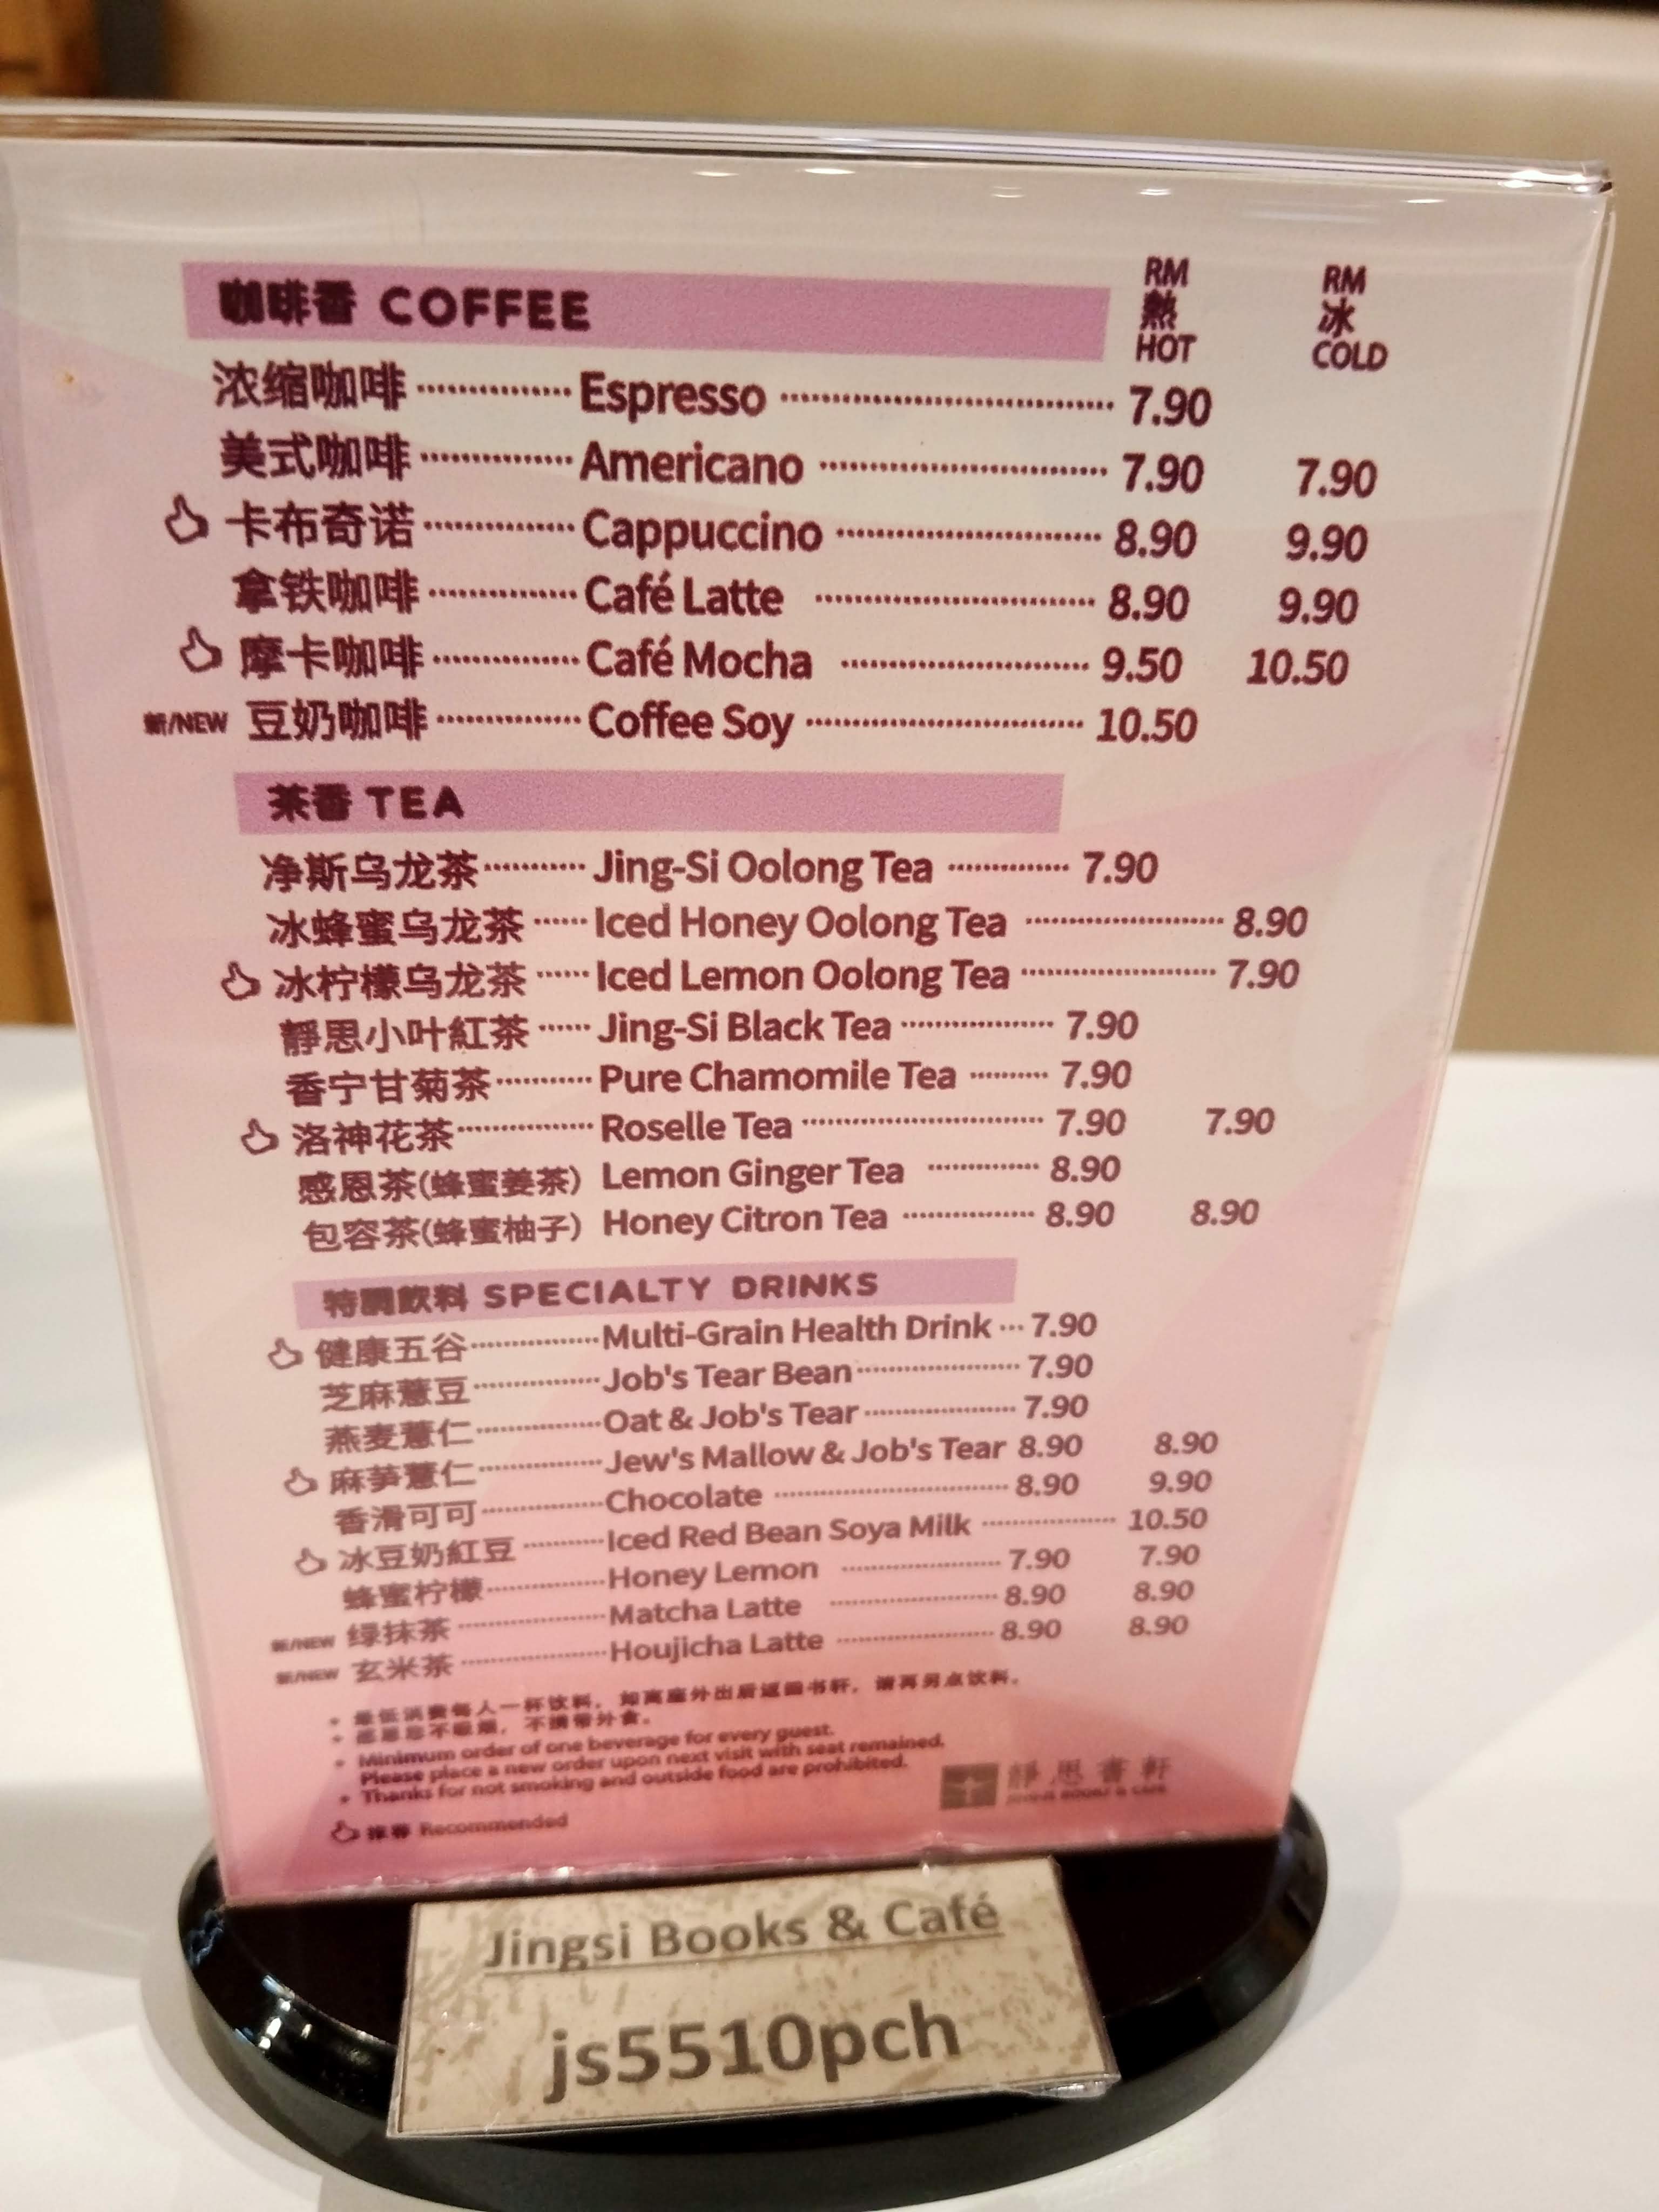 咖啡香 COFFEE RM 熱 HOT RM 冰 COLD
浓缩咖啡 Espresso 7.90
美式咖啡 Americano 7.90 7.90
卡布奇诺 Cappuccino 8.90 9.90
拿铁咖啡 Café Latte 8.90 9.90
摩卡咖啡 Café Mocha 9.50 10.50
新/NEW 豆奶咖啡 Coffee Soy 10.50
茶香 TEA
净斯乌龙茶 Jing-Si Oolong Tea 7.90
冰蜂蜜乌龙茶 Iced Honey Oolong Tea 8.90
冰柠檬乌龙茶 Iced Lemon Oolong Tea 7.90
靜思小叶紅茶 Jing-Si Black Tea 7.90
香宁甘菊茶 Pure Chamomile Tea 7.90
洛神花茶 Roselle Tea 7.90 7.90
感恩茶(蜂蜜姜茶) Lemon Ginger Tea 8.90
包容茶(蜂蜜柚子) Honey Citron Tea 8.90 8.90
特調飲料 SPECIALTY DRINKS
健康五谷 Multi-Grain Health Drink 7.90
芝麻薏豆 Job's Tear Bean 7.90
燕麦薏仁 Oat & Job's Tear 7.90
麻芛薏仁 Jew's Mallow & Job's Tear 8.90 8.90
香滑可可 Chocolate 8.90 9.90
冰豆奶紅豆 Iced Red Bean Soya Milk 10.50
蜂蜜柠檬 Honey Lemon 7.90 7.90
新/NEW 绿抹茶 Matcha Latte 8.90 8.90
新/NEW 玄米茶 Houjicha Latte 8.90 8.90
• 最低消费每人一杯饮料，如离座外出后返回书轩，请再另点饮料。
• 感恩您不吸烟，不携带外食。
• Minimum order of one beverage for every guest.
Please place a new order upon next visit with seat remained.
• Thanks for not smoking and outside food are prohibited.
靜思書軒
JING-SI BOOKS & CAFÉ
推荐 Recommended
Jingsi Books & Café
js5510pch